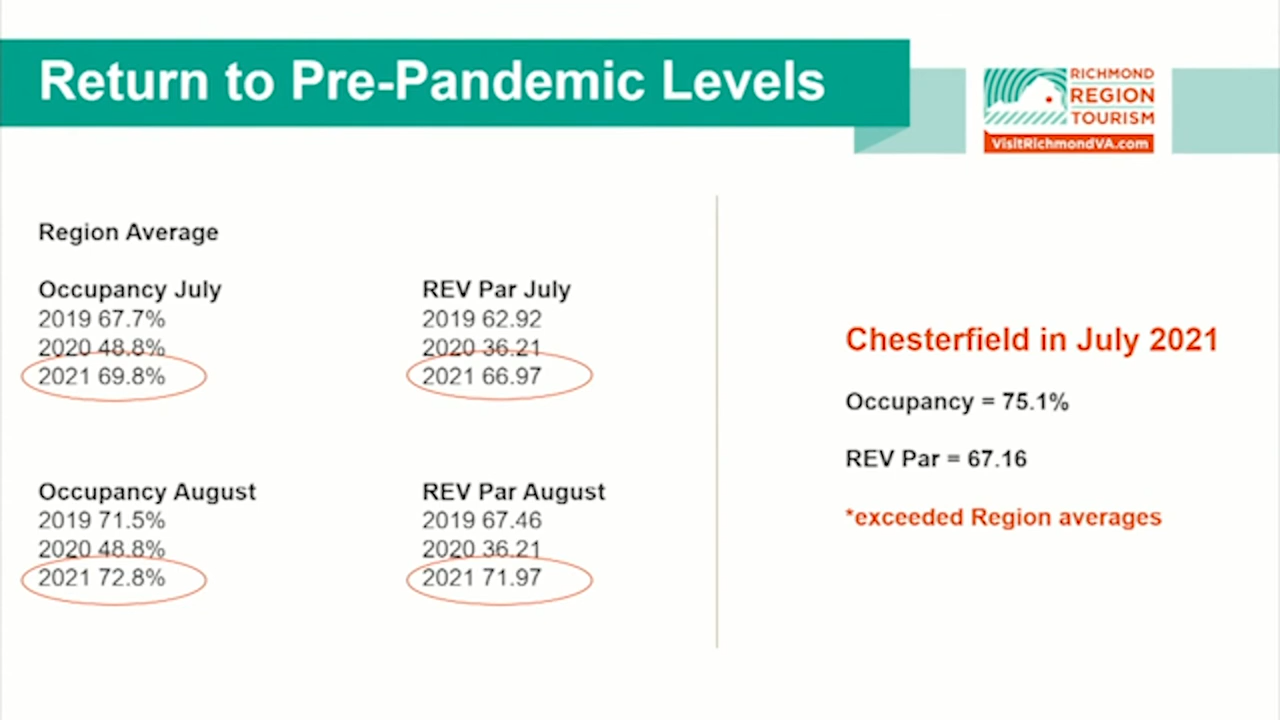 Return to Pre-Pandemic Levels
RICHMOND
REGION
TOURISM
VisitRichmondVA.com
Region Average
Occupancy July
2019 67.7%
2020 48.8%
2021 69.8%
REV Par July
2019 62.92
2020 36.21
2021 66.97
Occupancy August
2019 71.5%
2020 48.8%
2021 72.8%
REV Par August
2019 67.46
2020 36.21
2021 71.97
Chesterfield in July 2021
Occupancy = 75.1%
REV Par = 67.16
*exceeded Region averages